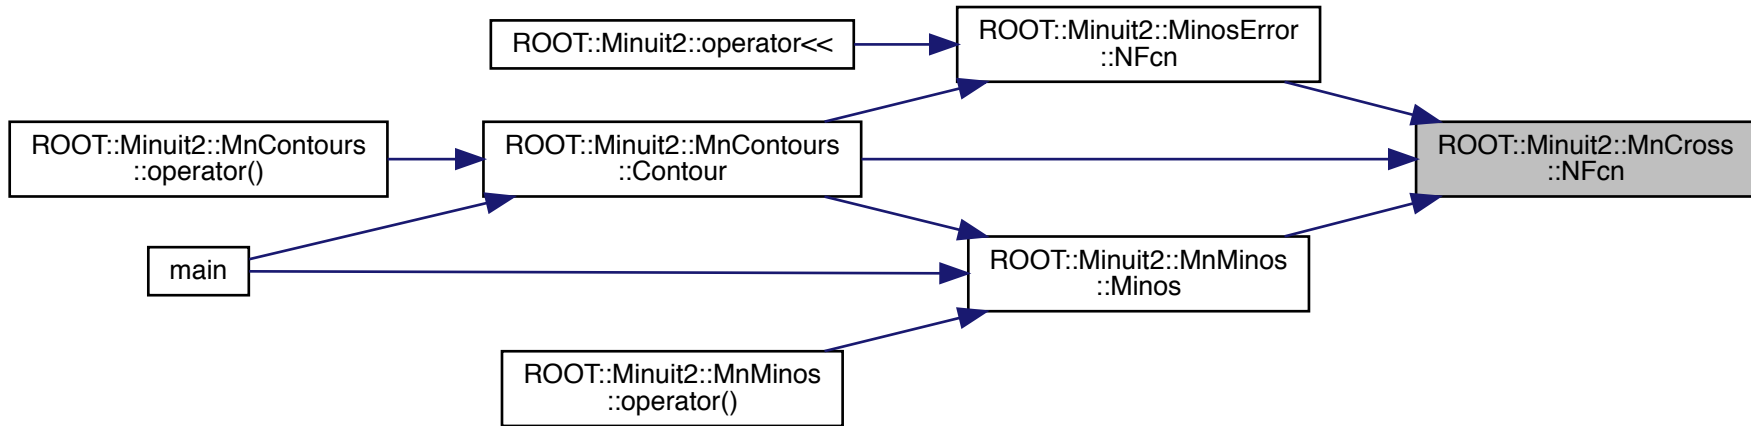 ROOT::Minuit2::operator<<
ROOT::Minuit2::MinosError
::NFcn
ROOT::Minuit2::MnContours
::operator()
ROOT::Minuit2::MnContours
::Contour
ROOT::Minuit2::MnCross
::NFcn
main
ROOT::Minuit2::MnMinos
::Minos
ROOT::Minuit2::MnMinos
::operator()